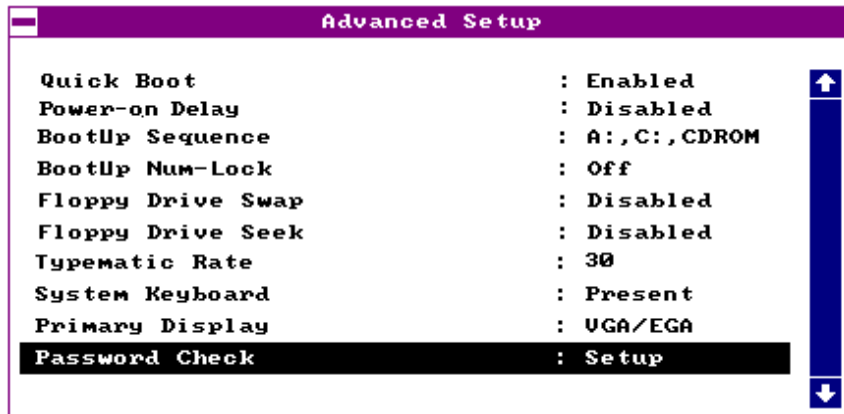 Advanced Setup
Quick Boot : Enabled
Power-on Delay : Disabled
BootUp Sequence : A:,C:,CDROM
BootUp Num-Lock : Off
Floppy Drive Swap : Disabled
Floppy Drive Seek : Disabled
Typematic Rate : 30
System Keyboard : Present
Primary Display : VGA/EGA
Password Check : Setup